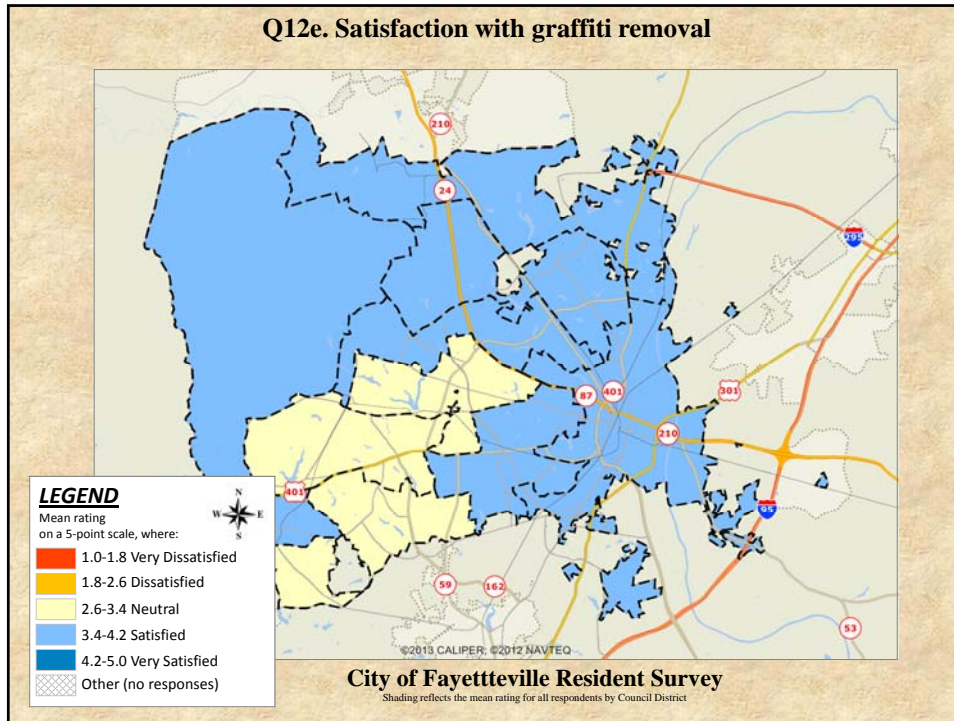 Q12e. Satisfaction with graffiti removal
210
24
295
301
401
87
210
401
95
59
162
53
LEGEND
Mean rating
on a 5-point scale, where:
1.0-1.8 Very Dissatisfied
1.8-2.6 Dissatisfied
2.6-3.4 Neutral
3.4-4.2 Satisfied
4.2-5.0 Very Satisfied
Other (no responses)
N
W E
S
©2013 CALIPER; ©2012 NAVTEQ
City of Fayettteville Resident Survey
Shading reflects the mean rating for all respondents by Council District